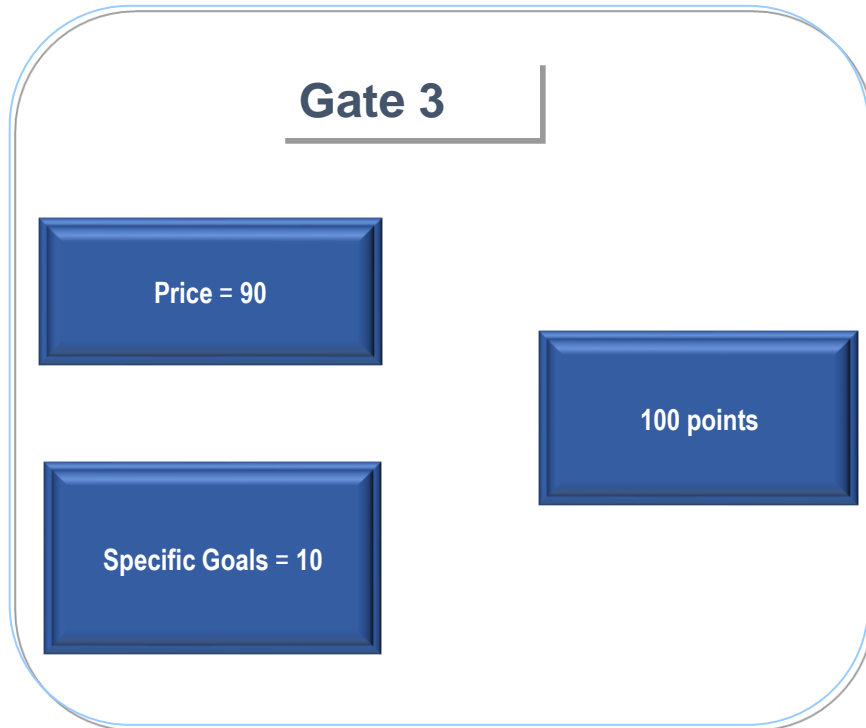 Gate 3
Price = 90
100 points
Specific Goals = 10